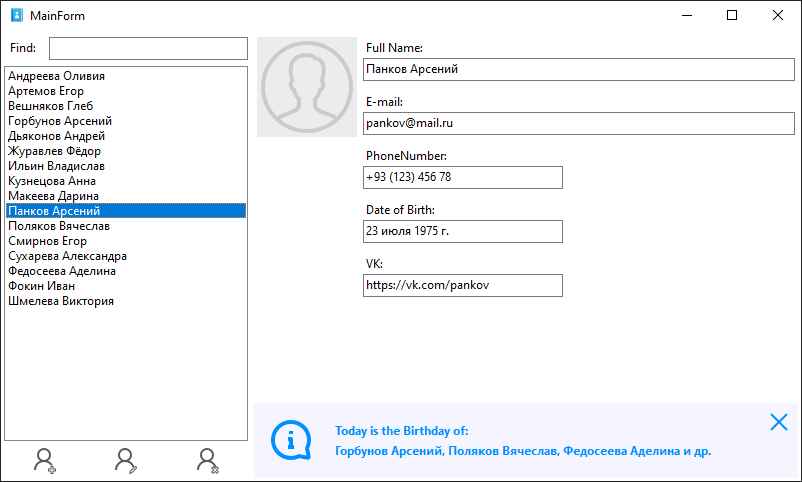 MainForm
Find:
Андреева Оливия
Артемов Егор
Вешняков Глеб
Горбунов Арсений
Дьяконов Андрей
Журавлев Фёдор
Ильин Владислав
Кузнецова Анна
Макеева Дарина
Панков Арсений
Поляков Вячеслав
Смирнов Егор
Сухарева Александра
Федосеева Аделина
Фокин Иван
Шмелева Виктория
Full Name:
Панков Арсений
E-mail:
pankov@mail.ru
PhoneNumber:
+93 (123) 456 78
Date of Birth:
23 июля 1975 г.
VK:
https://vk.com/pankov
Today is the Birthday of:
Горбунов Арсений, Поляков Вячеслав, Федосеева Аделина и др.